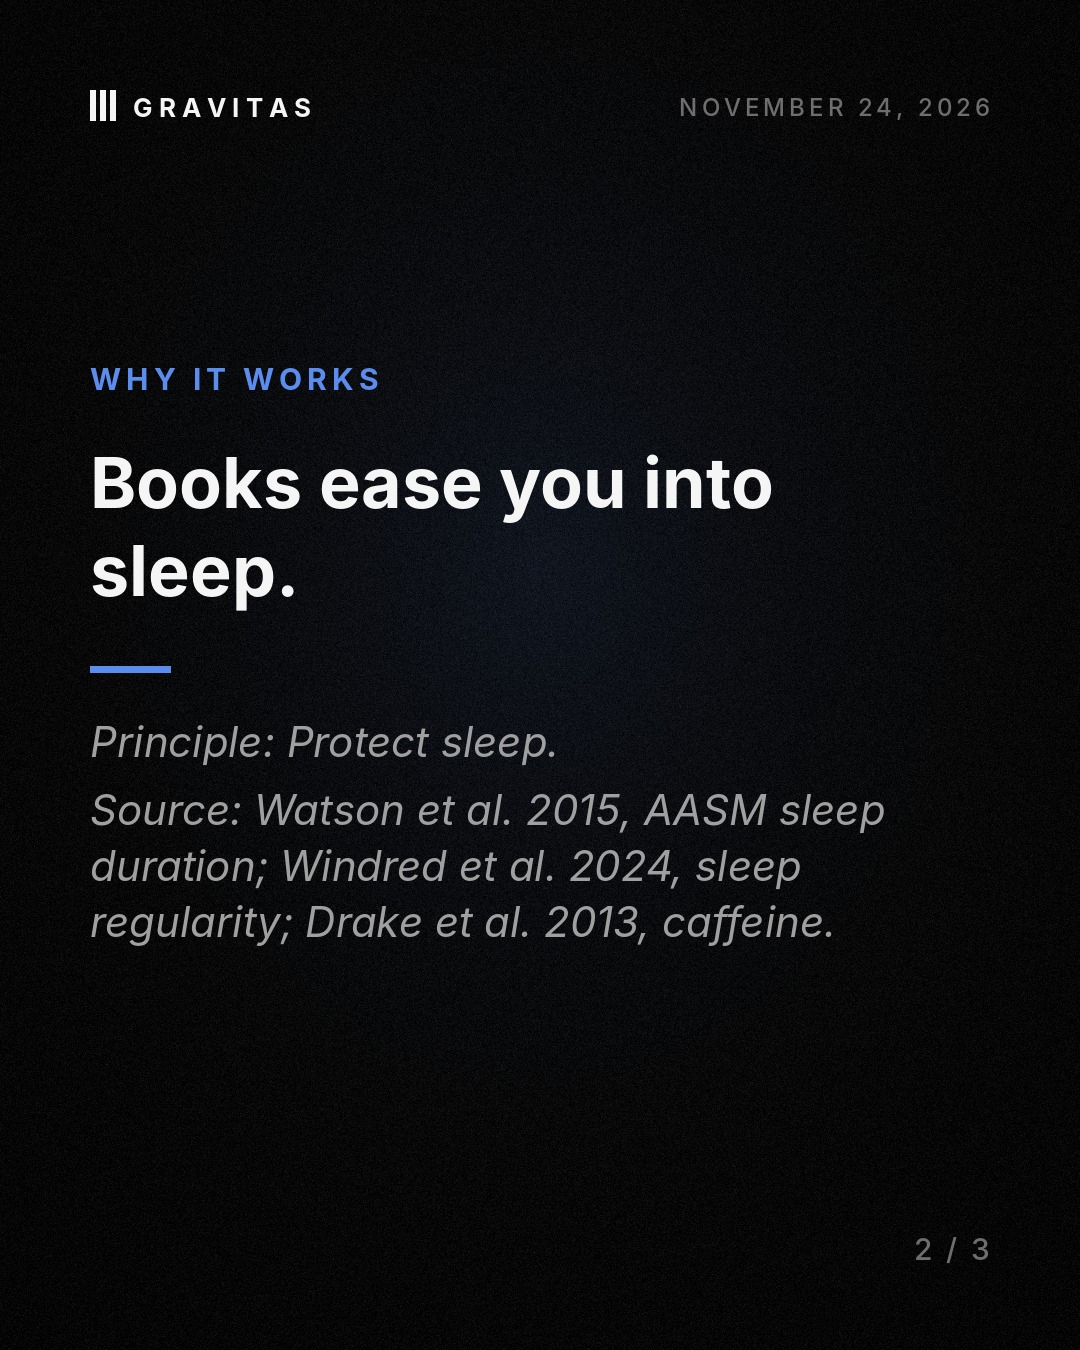 GRAVITAS
NOVEMBER 24, 2026
WHY IT WORKS
Books ease you into
sleep.
Principle: Protect sleep.
Source: Watson et al. 2015, AASM sleep
duration; Windred et al. 2024, sleep
regularity; Drake et al. 2013, caffeine.
2 / 3